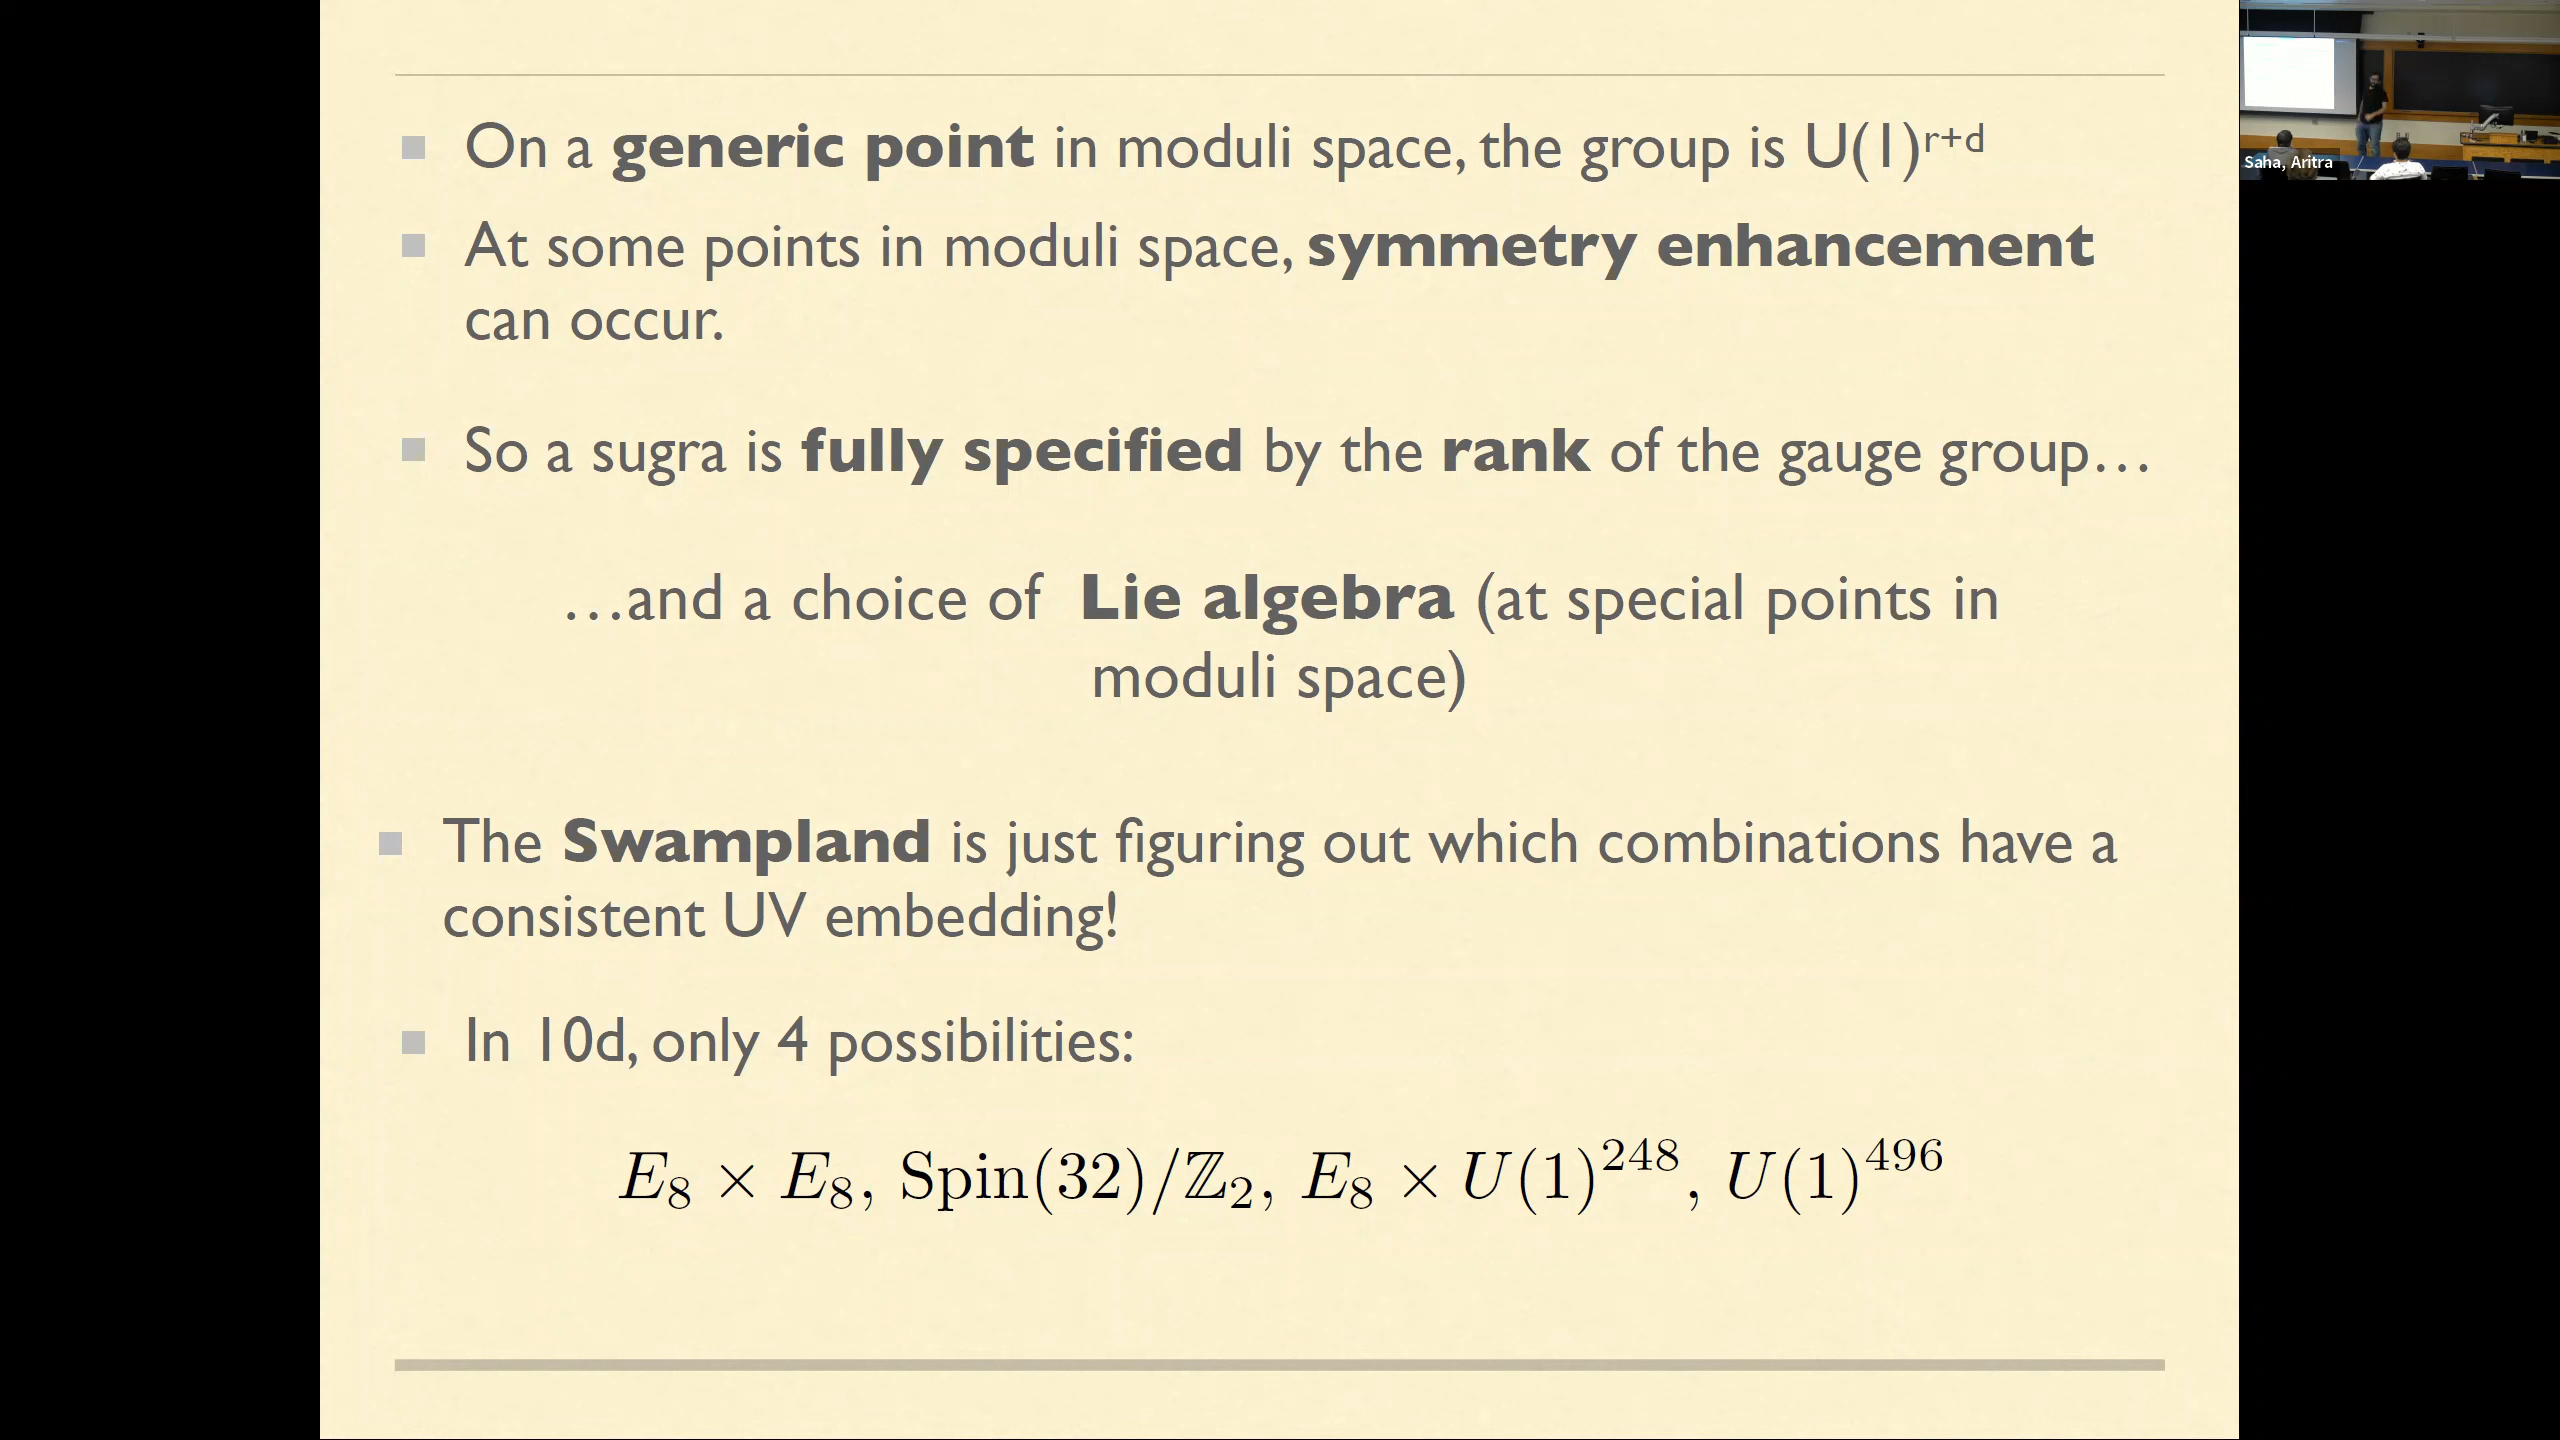 On a generic point in moduli space, the group is U(1)^{r+d}
At some points in moduli space, symmetry enhancement
can occur.
So a sugra is fully specified by the rank of the gauge group…
…and a choice of Lie algebra (at special points in
moduli space)
The Swampland is just figuring out which combinations have a
consistent UV embedding!
In 10d, only 4 possibilities:
E_8 × E_8, Spin(32)/ℤ_2, E_8 × U(1)^{248}, U(1)^{496}
Saha, Aritra